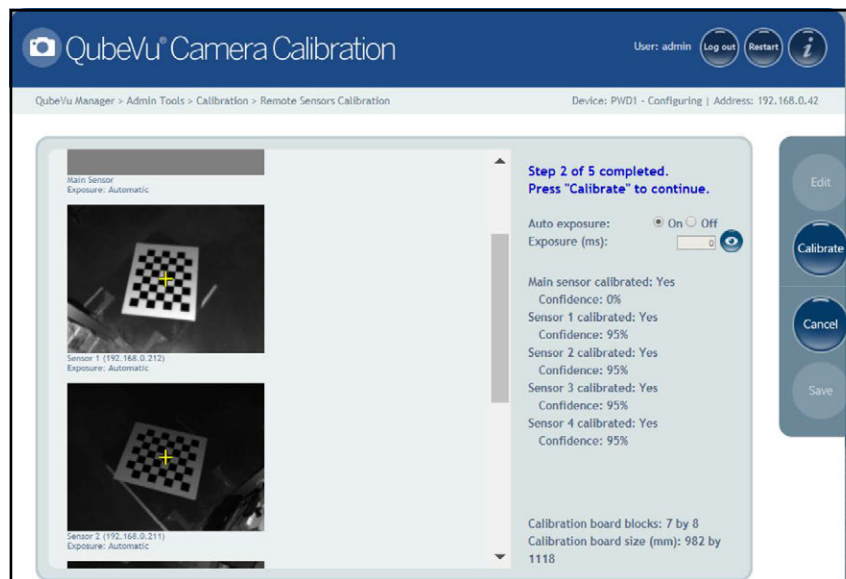 QubeVu® Camera Calibration
User: admin
Log out
Restart
i
QubeVu Manager > Admin Tools > Calibration > Remote Sensors Calibration
Device: PWD1 - Configuring | Address: 192.168.0.42
Main Sensor
Exposure: Automatic
Sensor 1 (192.168.0.212)
Exposure: Automatic
Sensor 2 (192.168.0.211)
Exposure: Automatic
Step 2 of 5 completed.
Press "Calibrate" to continue.
Auto exposure: On Off
Exposure (ms): 0
Main sensor calibrated: Yes
Confidence: 0%
Sensor 1 calibrated: Yes
Confidence: 95%
Sensor 2 calibrated: Yes
Confidence: 95%
Sensor 3 calibrated: Yes
Confidence: 95%
Sensor 4 calibrated: Yes
Confidence: 95%
Calibration board blocks: 7 by 8
Calibration board size (mm): 982 by
1118
Edit
Calibrate
Cancel
Save